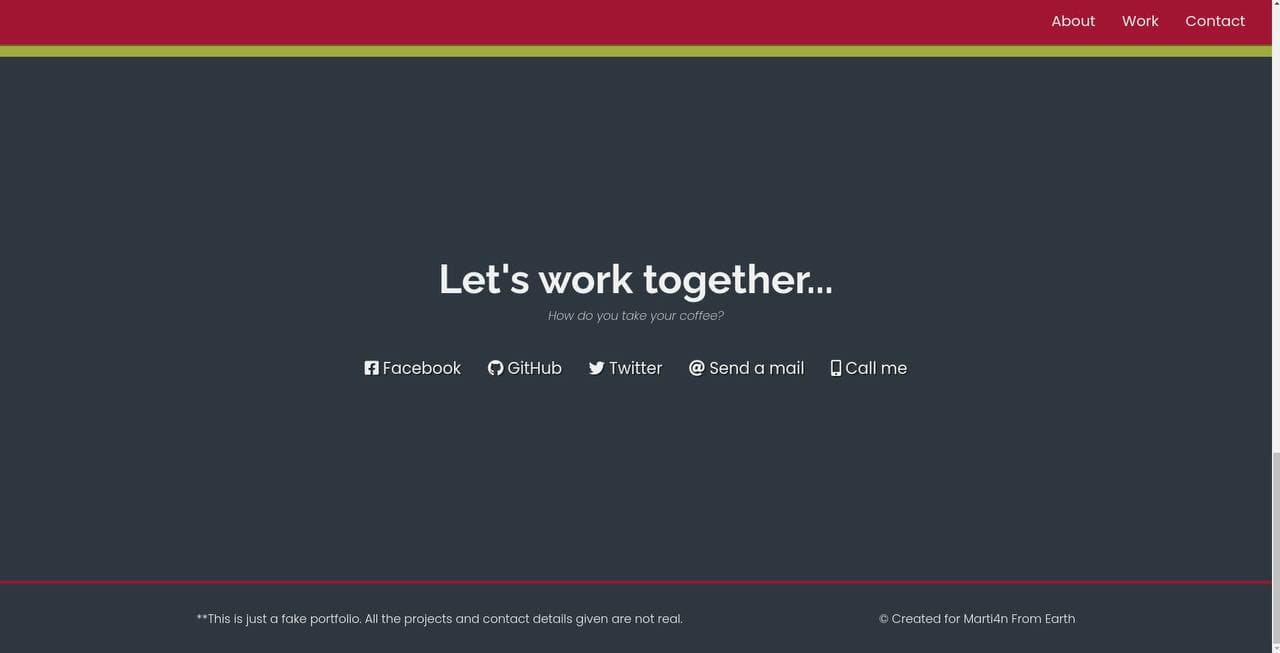 About Work Contact
Let's work together...
How do you take your coffee?
Facebook GitHub Twitter @ Send a mail Call me
**This is just a fake portfolio. All the projects and contact details given are not real. © Created for Marti4n From Earth